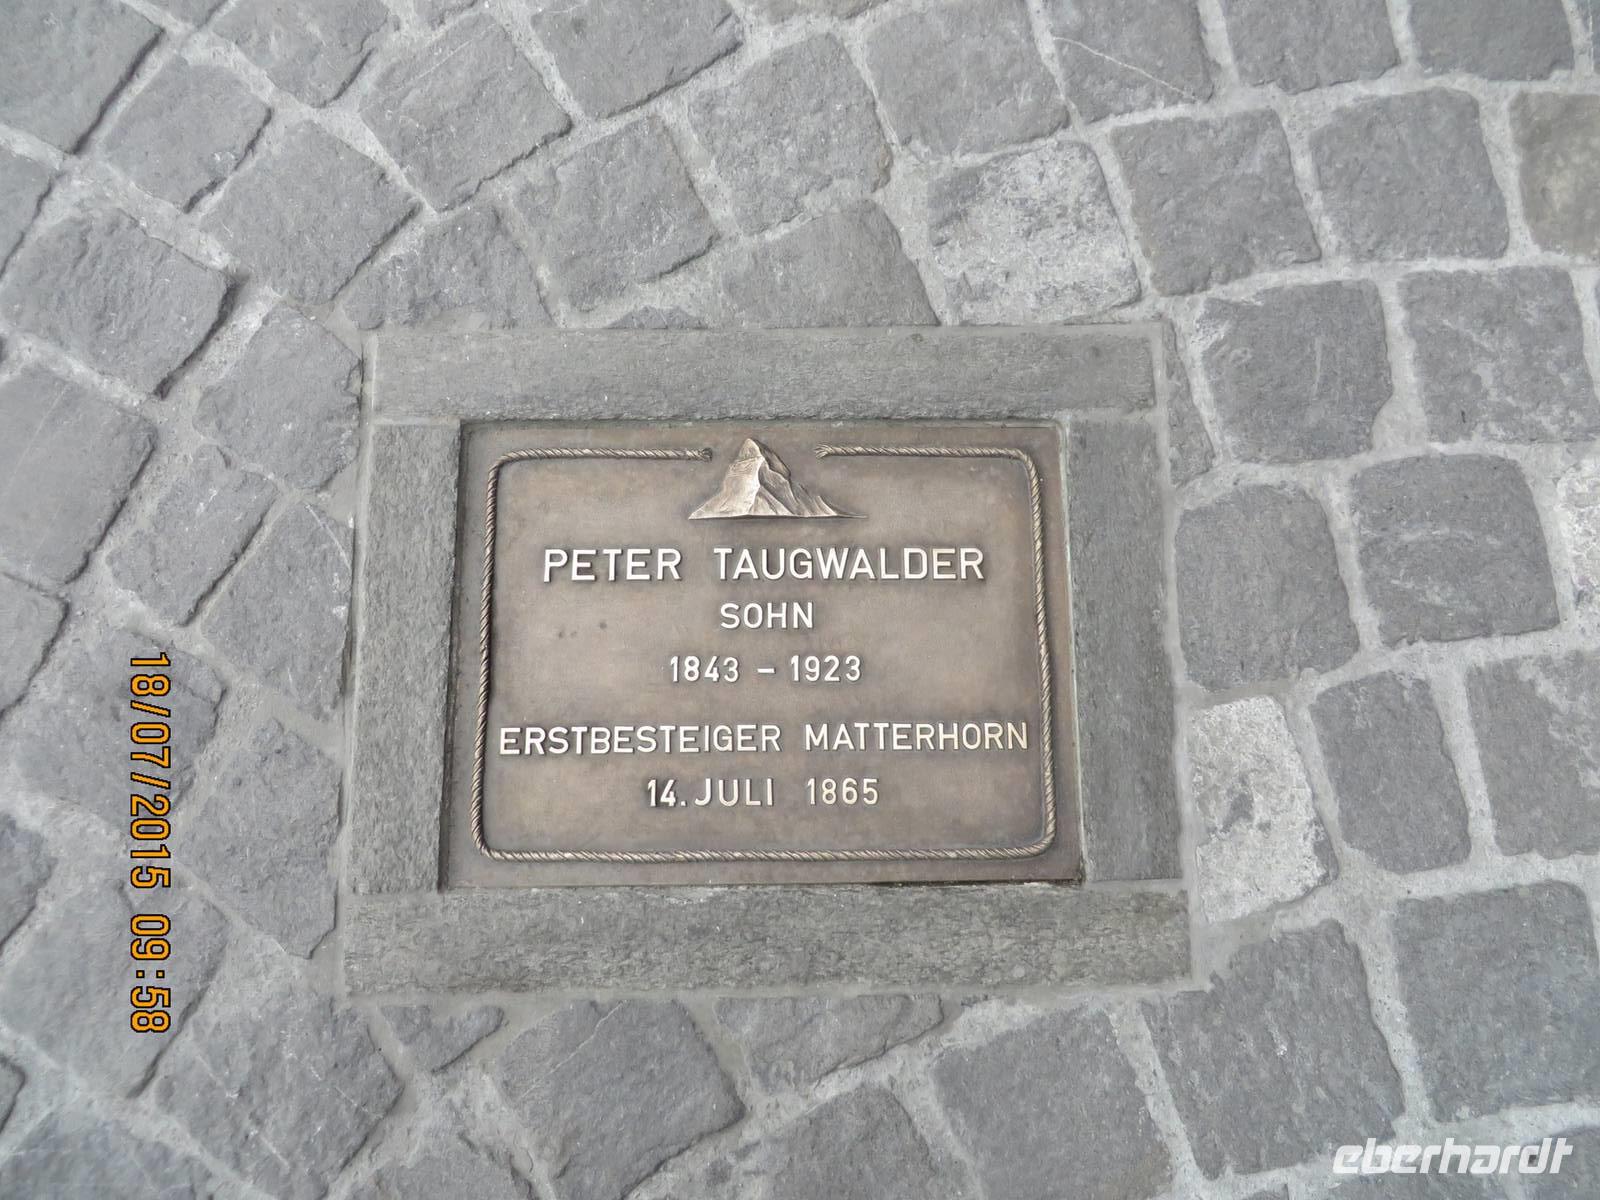 PETER TAUGWALDER
SOHN
1843 – 1923
ERSTBESTEIGER MATTERHORN
14. JULI 1865
18/07/2015 09:58
eberhardt